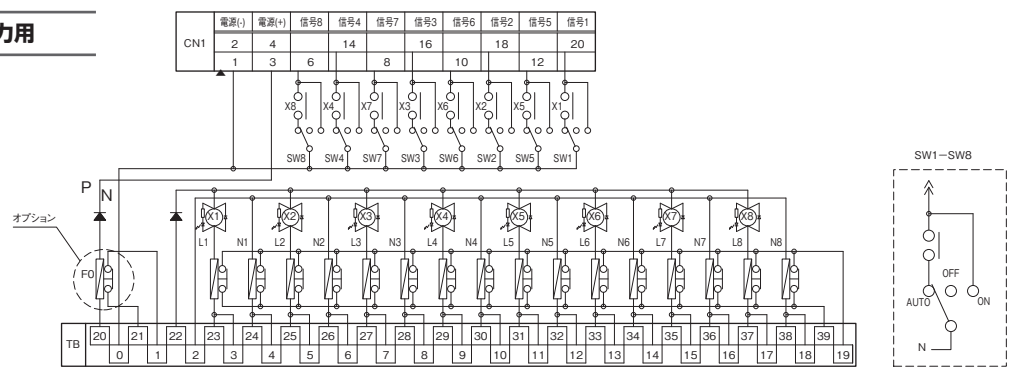 力用
電源(-) 電源(+) 信号8 信号4 信号7 信号3 信号6 信号2 信号5 信号1
CN1
2 4 14 16 18 20
1 3 6 8 10 12
X8 X4 X7 X3 X6 X2 X5 X1
SW8 SW4 SW7 SW3 SW6 SW2 SW5 SW1
P N
オプション
F0
X1 X2 X3 X4 X5 X6 X7 X8
L1 N1 L2 N2 L3 N3 L4 N4 L5 N5 L6 N6 L7 N7 L8 N8
TB
20 21 22 23 24 25 26 27 28 29 30 31 32 33 34 35 36 37 38 39
0 1 2 3 4 5 6 7 8 9 10 11 12 13 14 15 16 17 18 19
SW1-SW8
OFF
AUTO
ON
N